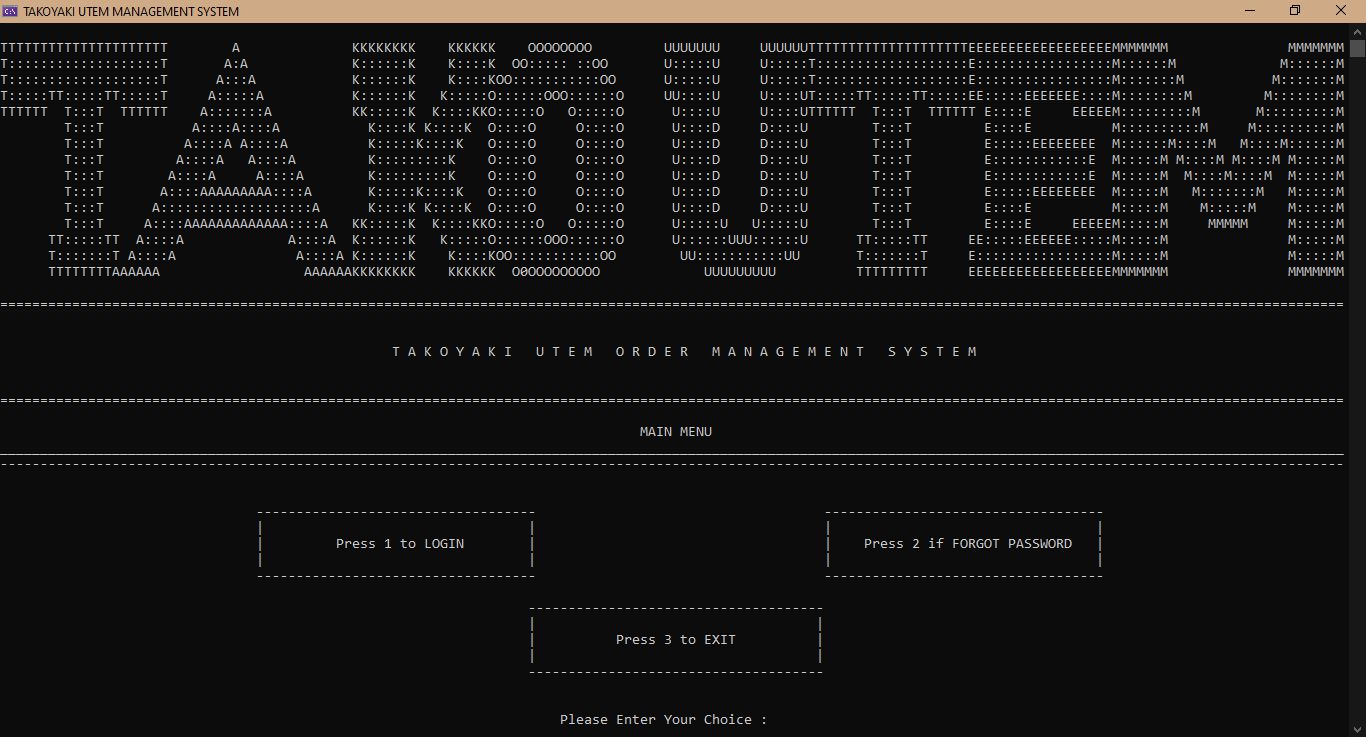 TAKOYAKI UTEM MANAGEMENT SYSTEM
TAKO UTEM
T A K O Y A K I   U T E M   O R D E R   M A N A G E M E N T   S Y S T E M
MAIN MENU
Press 1 to LOGIN
Press 2 if FORGOT PASSWORD
Press 3 to EXIT
Please Enter Your Choice :